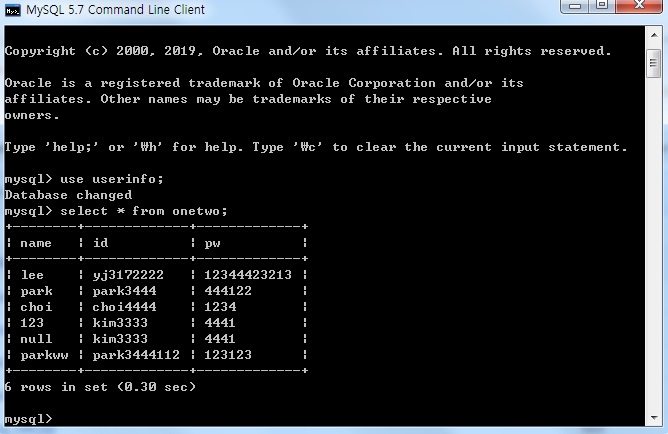 MySQL 5.7 Command Line Client
Copyright (c) 2000, 2019, Oracle and/or its affiliates. All rights reserved.
Oracle is a registered trademark of Oracle Corporation and/or its
affiliates. Other names may be trademarks of their respective
owners.
Type 'help;' or '₩h' for help. Type '₩c' to clear the current input statement.
mysql> use userinfo;
Database changed
mysql> select * from onetwo;
+--------+-------------+-------------+
| name | id | pw |
+--------+-------------+-------------+
| lee | yj3172222 | 12344423213 |
| park | park3444 | 444122 |
| choi | choi4444 | 1234 |
| 123 | kim3333 | 4441 |
| null | kim3333 | 4441 |
| parkww | park3444112 | 123123 |
+--------+-------------+-------------+
6 rows in set (0.30 sec)
mysql>